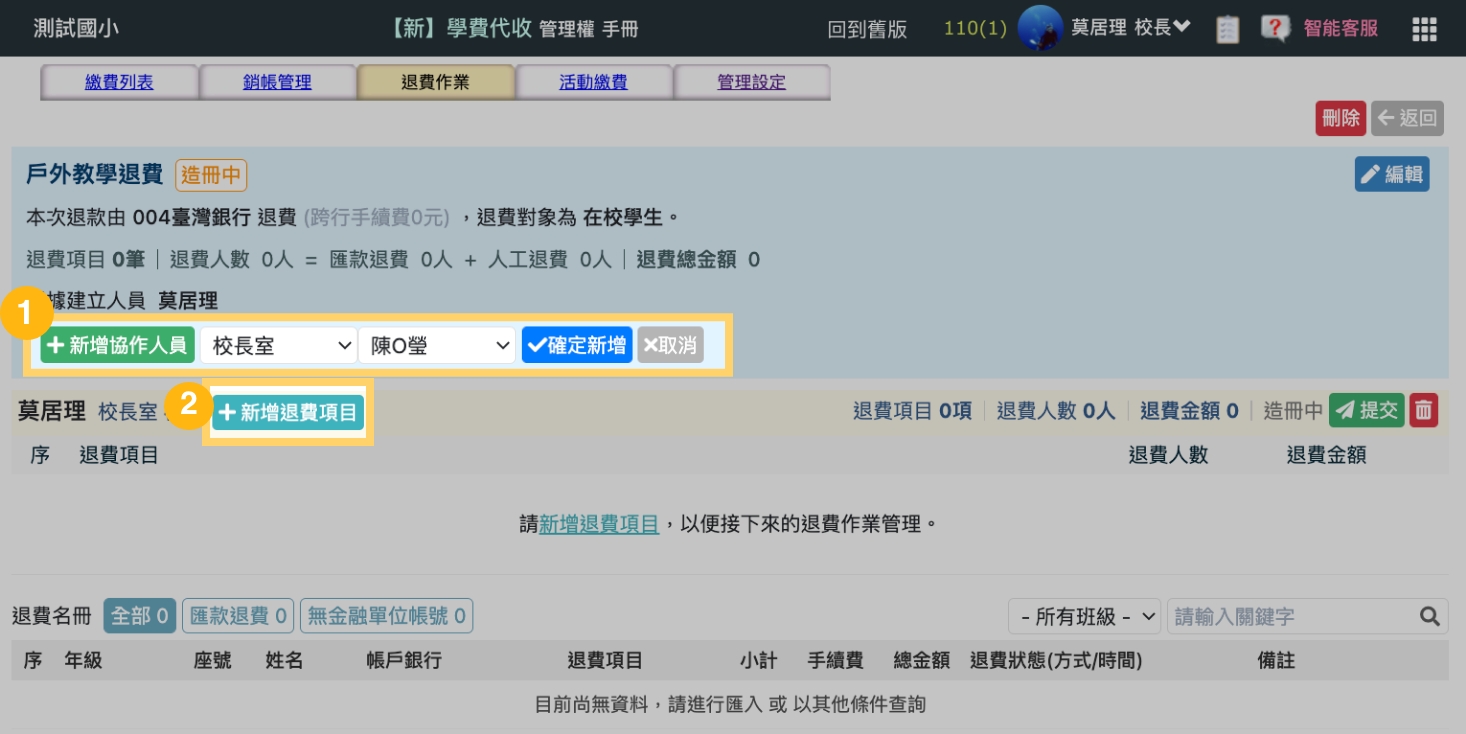 測試國小 【新】學費代收 管理權 手冊 回到舊版 110(1) 莫居理 校長 智能客服
繳費列表 銷帳管理 退費作業 活動繳費 管理設定
刪除 返回
戶外教學退費 造冊中 編輯
本次退款由 004臺灣銀行 退費 (跨行手續費0元) ，退費對象為 在校學生。
退費項目 0筆 | 退費人數 0人 = 匯款退費 0人 + 人工退費 0人 | 退費總金額 0
據建立人員 莫居理
1
新增協作人員 校長室 陳O瑩 確定新增 取消
莫居理 校長室 2 新增退費項目 退費項目 0項 | 退費人數 0人 | 退費金額 0 | 造冊中 提交
序 退費項目 退費人數 退費金額
請新增退費項目，以便接下來的退費作業管理。
退費名冊 全部 0 匯款退費 0 無金融單位帳號 0 - 所有班級 - 請輸入關鍵字
序 年級 座號 姓名 帳戶銀行 退費項目 小計 手續費 總金額 退費狀態(方式/時間) 備註
目前尚無資料，請進行匯入 或 以其他條件查詢